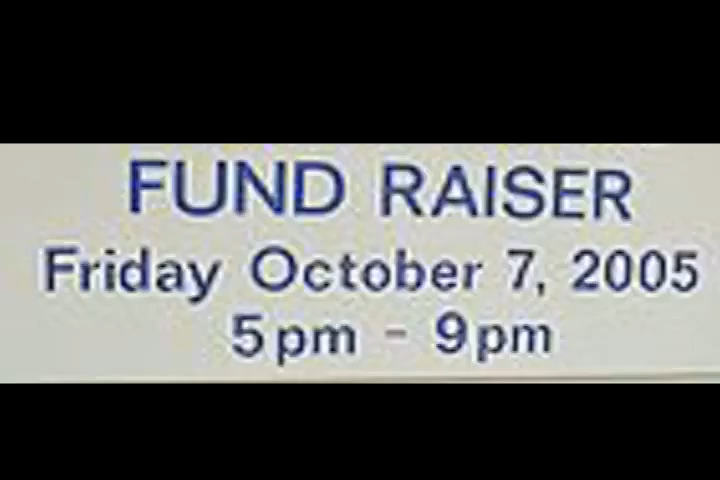 FUND RAISER
Friday October 7, 2005
5pm - 9pm